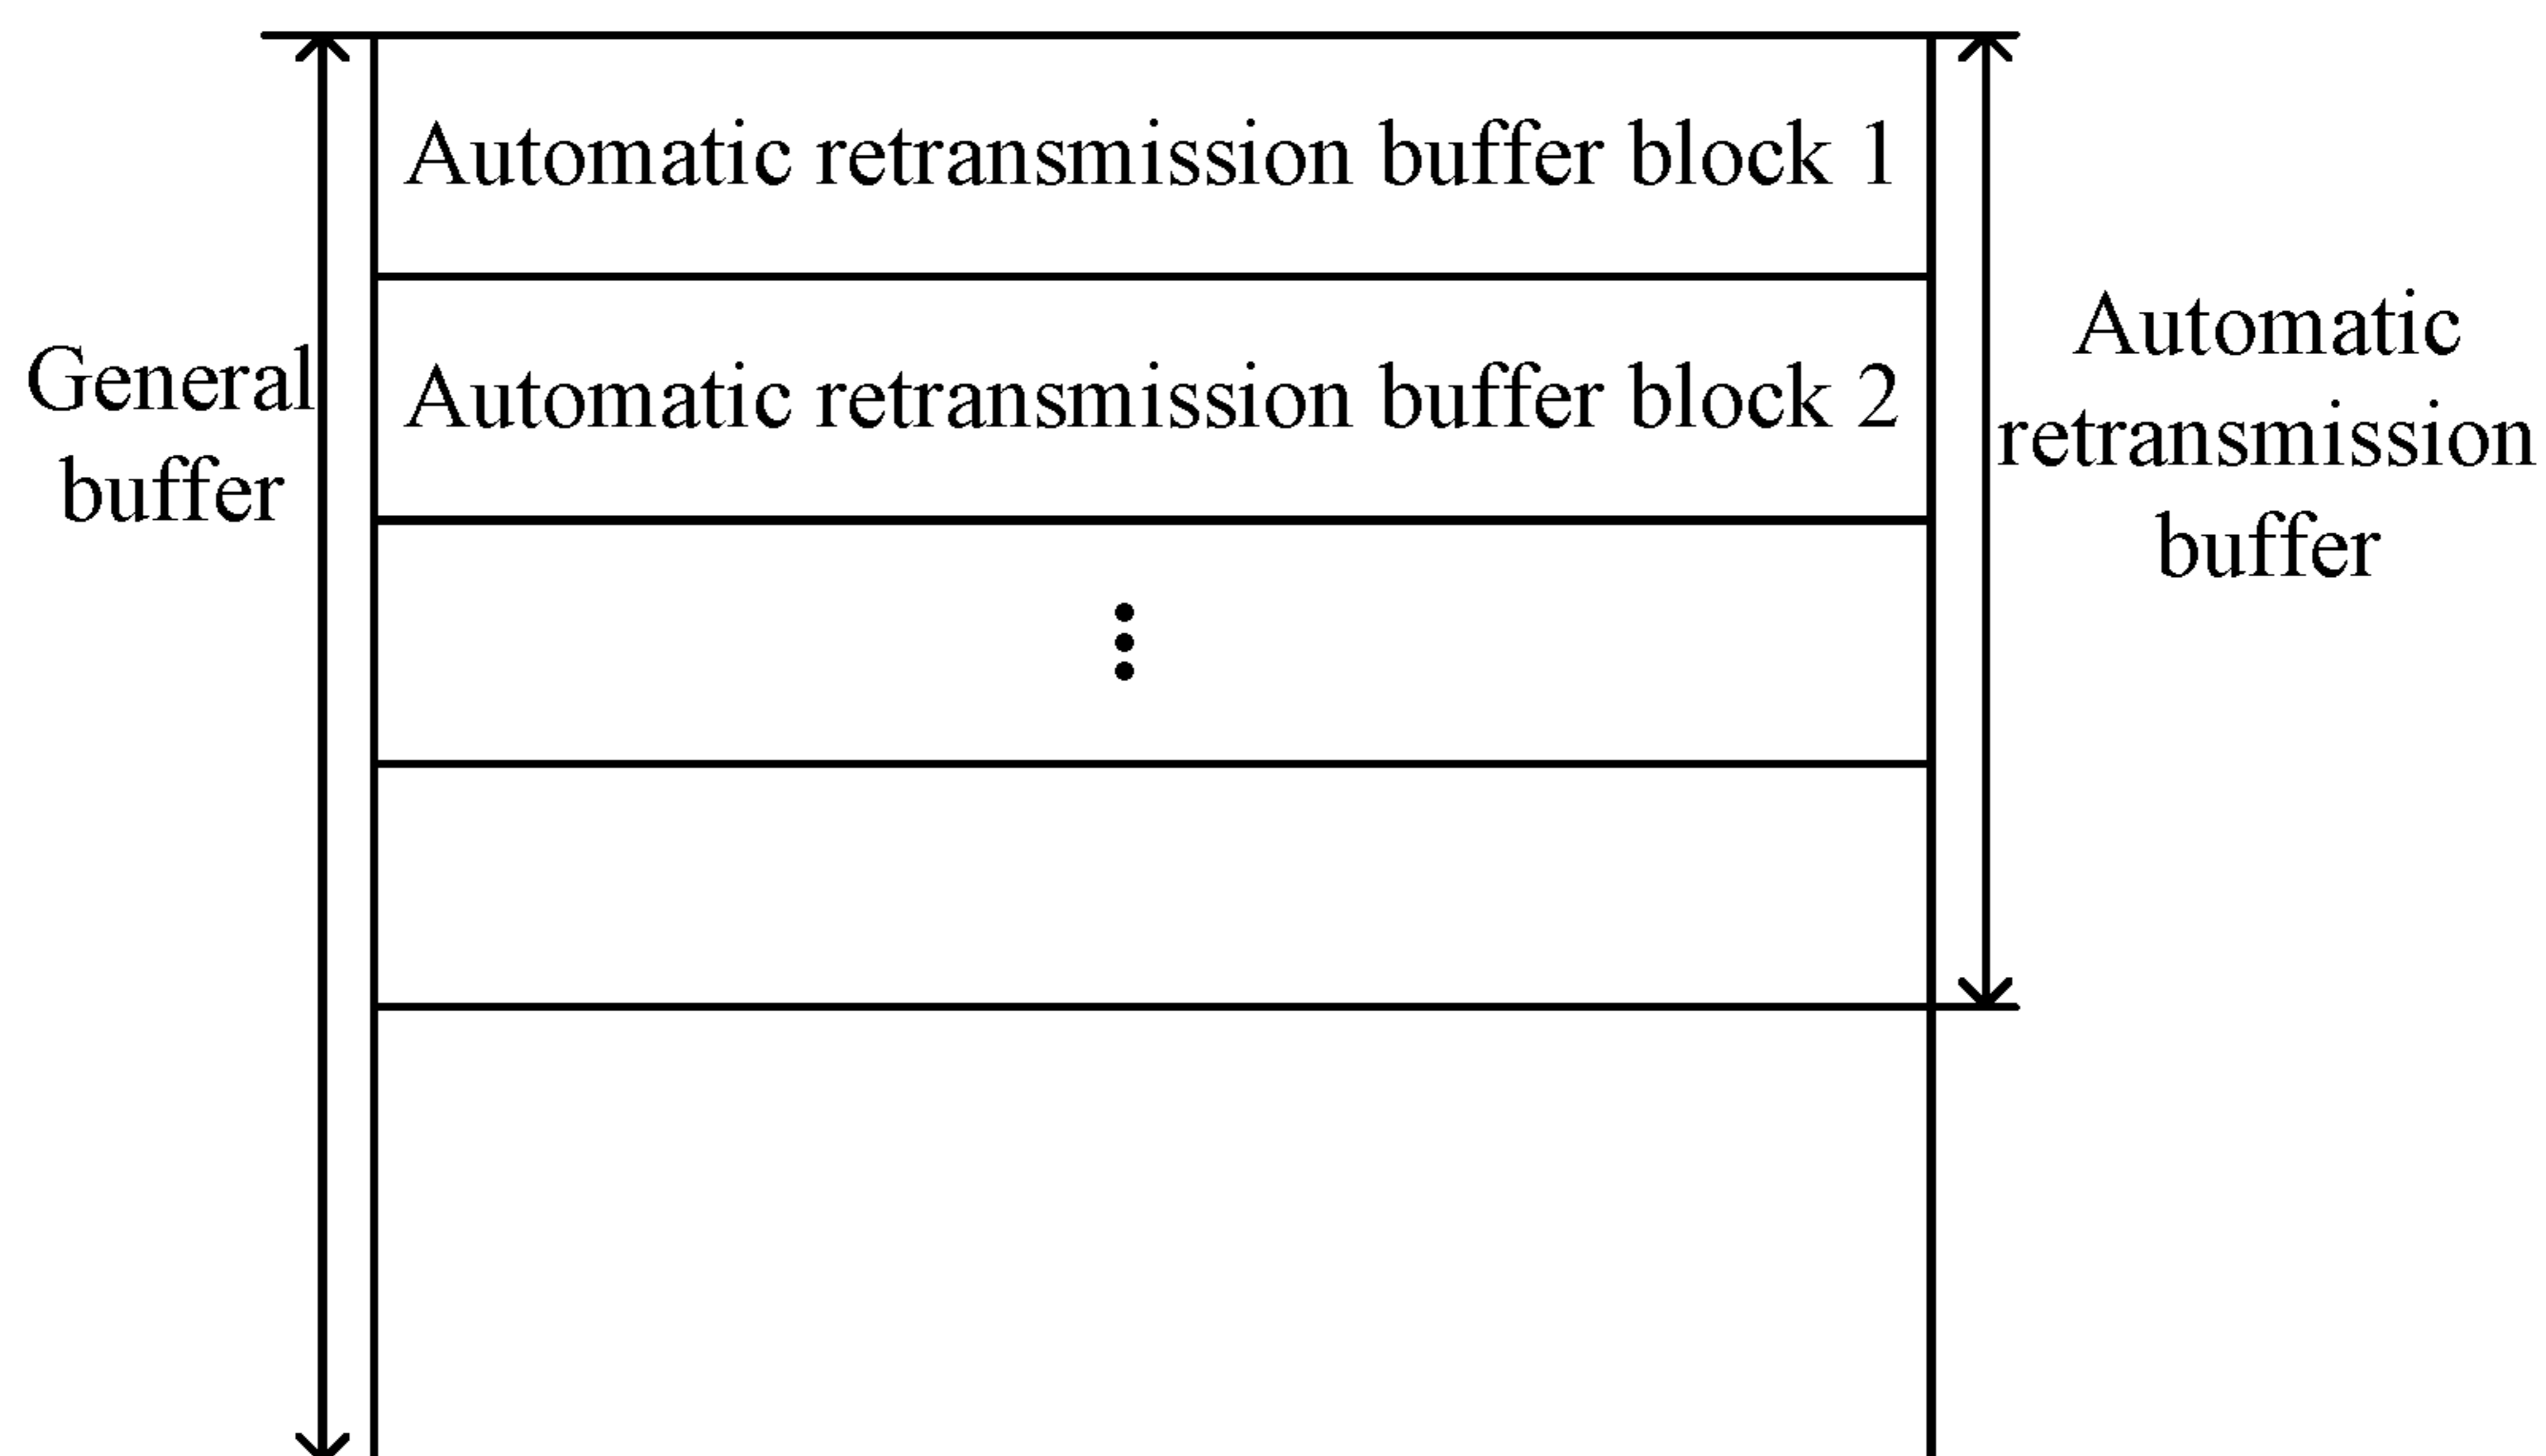 Automatic retransmission buffer block 1
Automatic retransmission buffer block 2
General
buffer
Automatic
retransmission
buffer